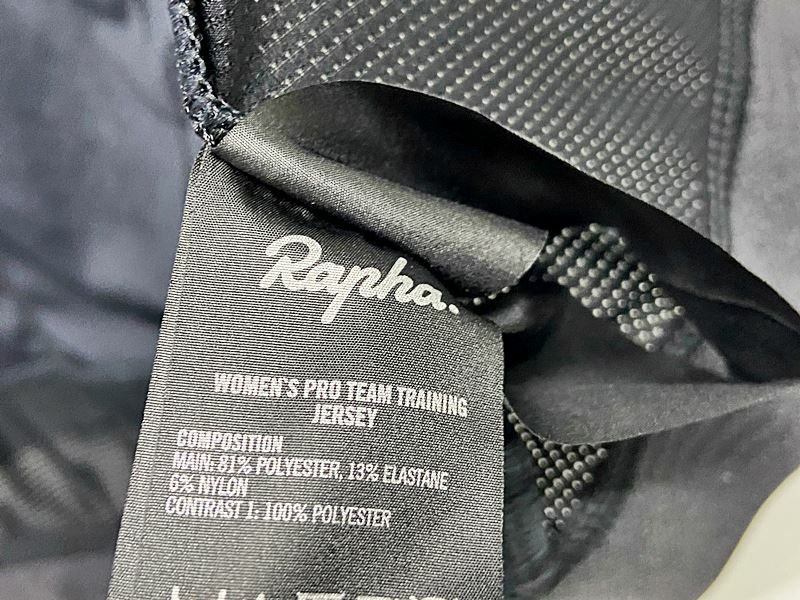 Rapha.
WOMEN'S PRO TEAM TRAINING
JERSEY
COMPOSITION
MAIN: 81% POLYESTER, 13% ELASTANE
6% NYLON
CONTRAST 1: 100% POLYESTER